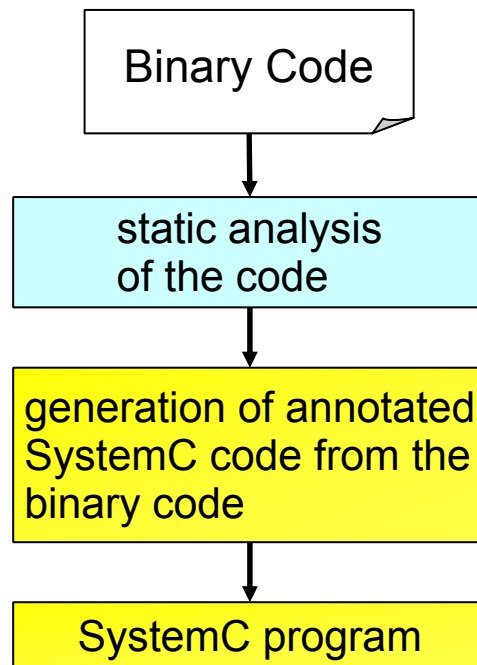 Binary Code
static analysis
of the code
generation of annotated
SystemC code from the
binary code
SystemC program